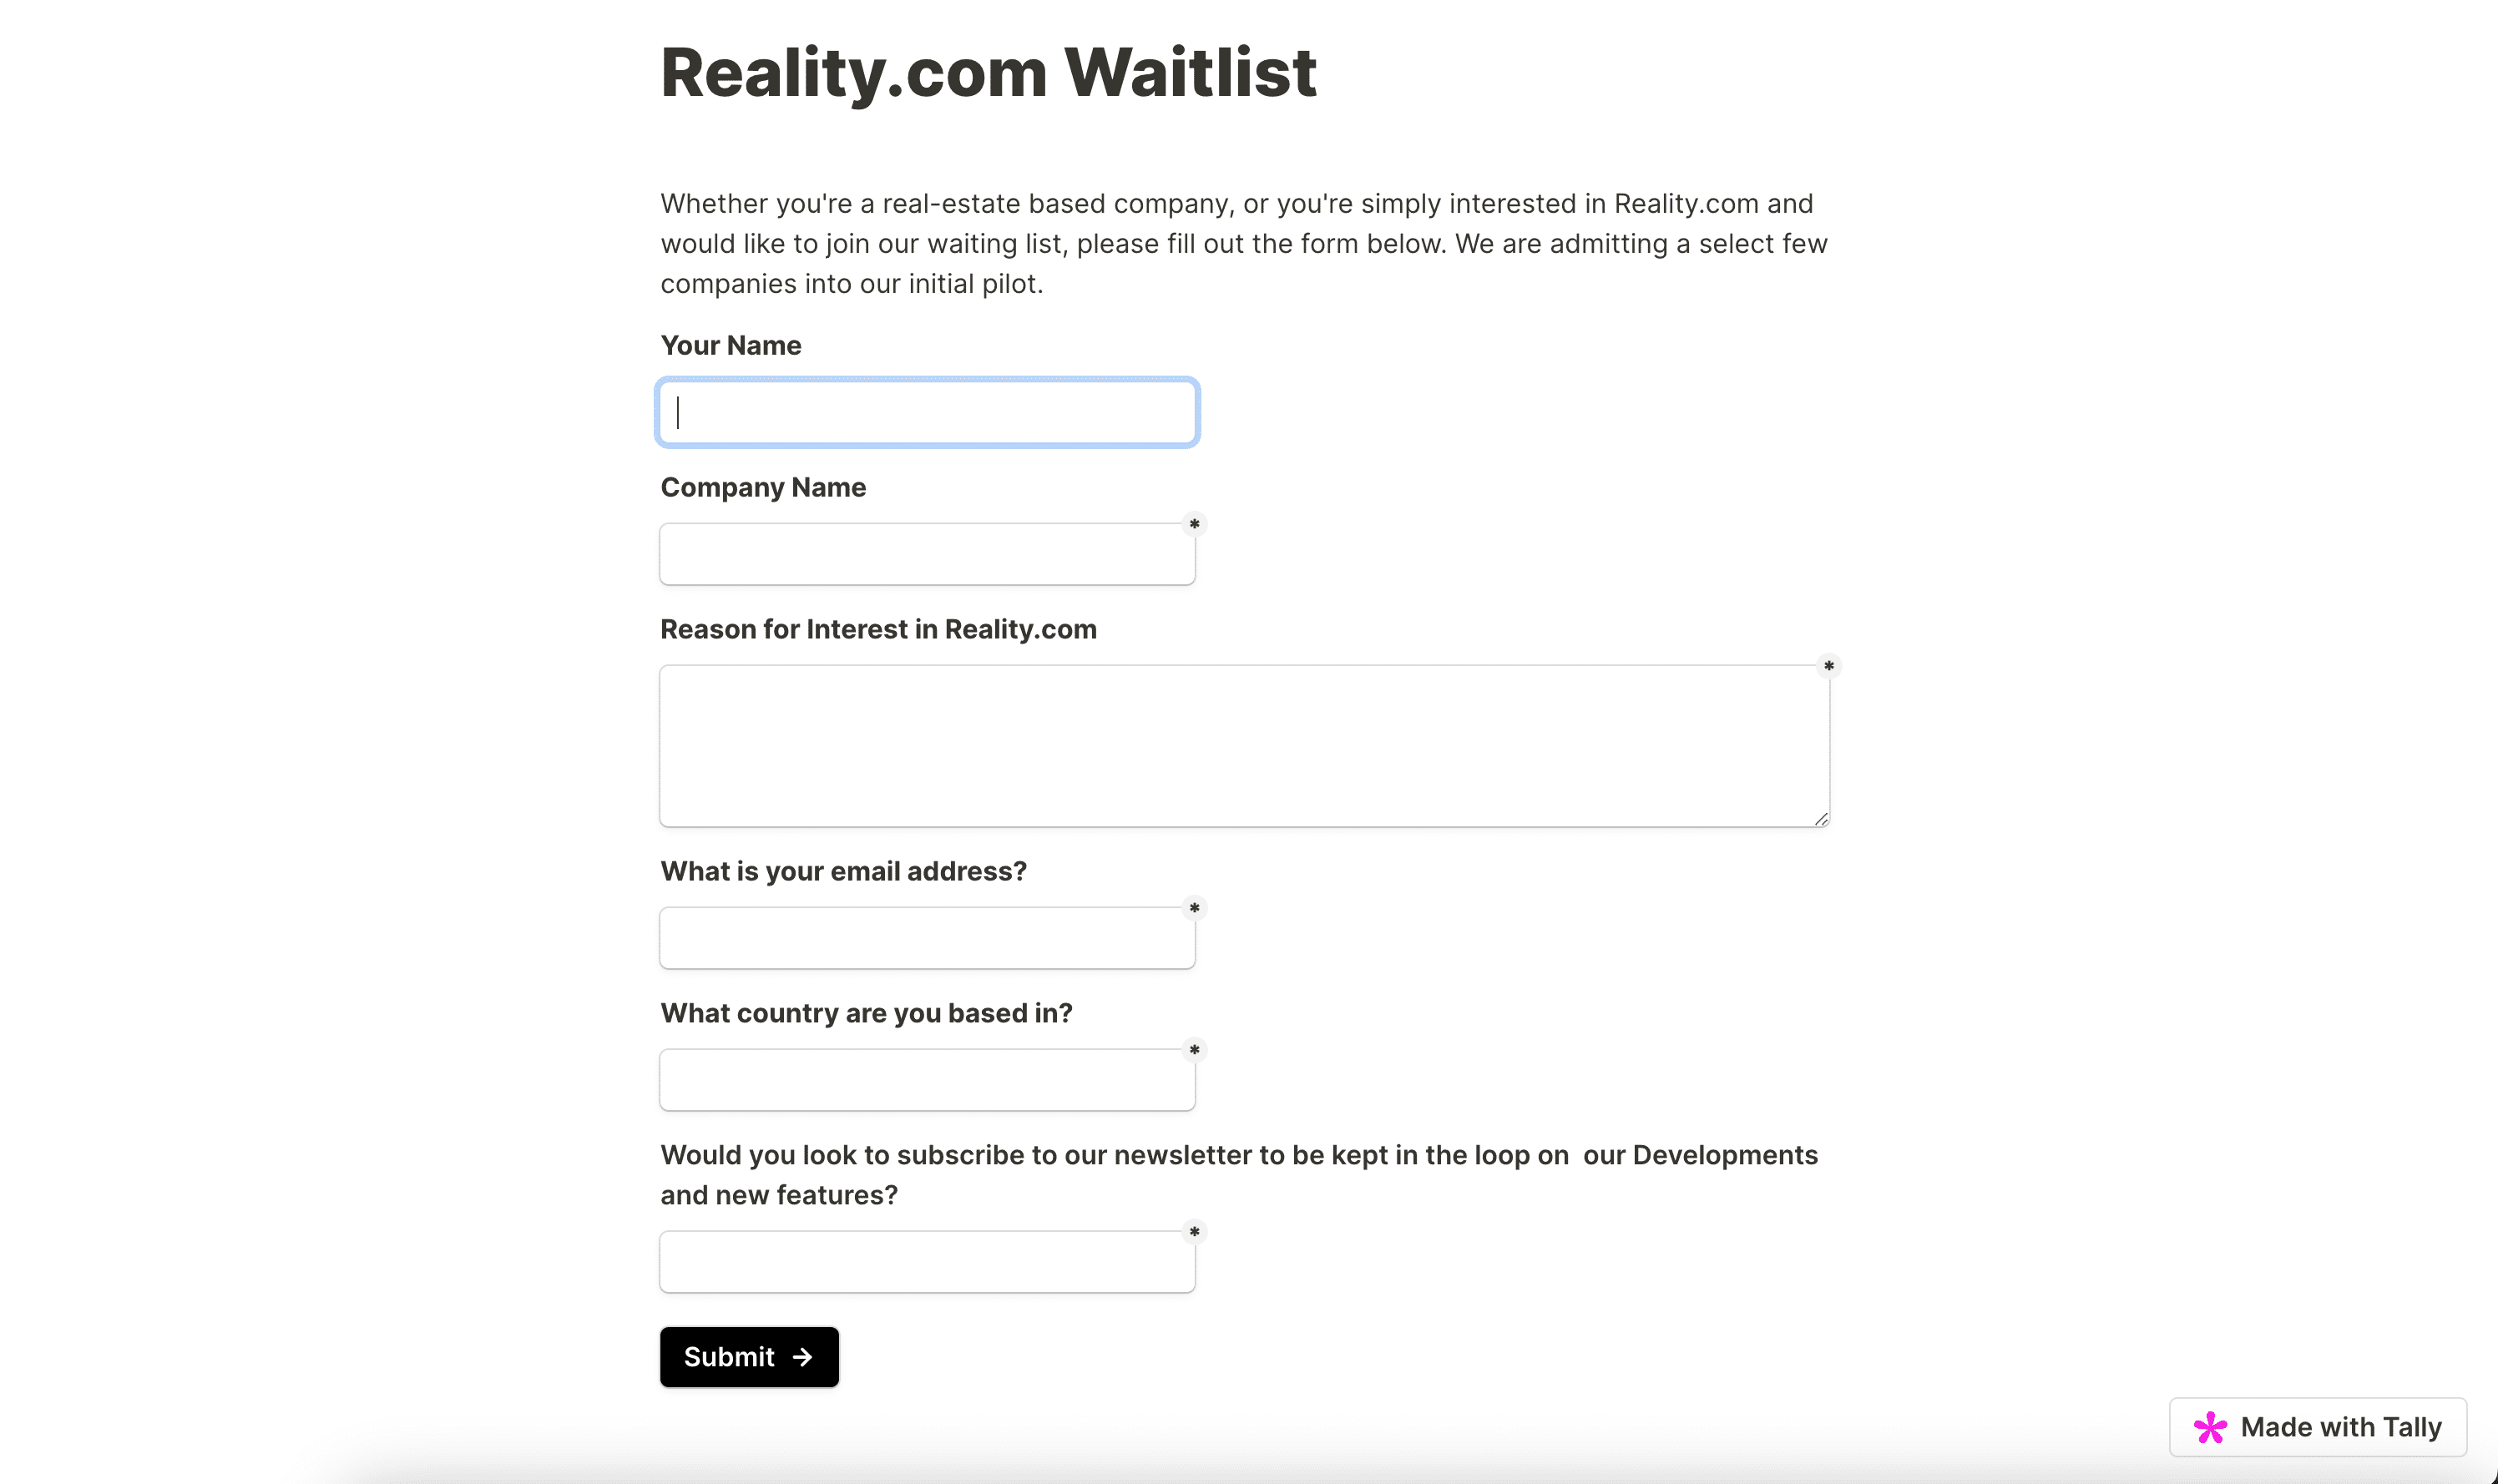 Reality.com Waitlist
Whether you're a real-estate based company, or you're simply interested in Reality.com and
would like to join our waiting list, please fill out the form below. We are admitting a select few
companies into our initial pilot.
Your Name
Company Name
*
Reason for Interest in Reality.com
*
What is your email address?
*
What country are you based in?
*
Would you look to subscribe to our newsletter to be kept in the loop on  our Developments
and new features?
*
Submit →
Made with Tally